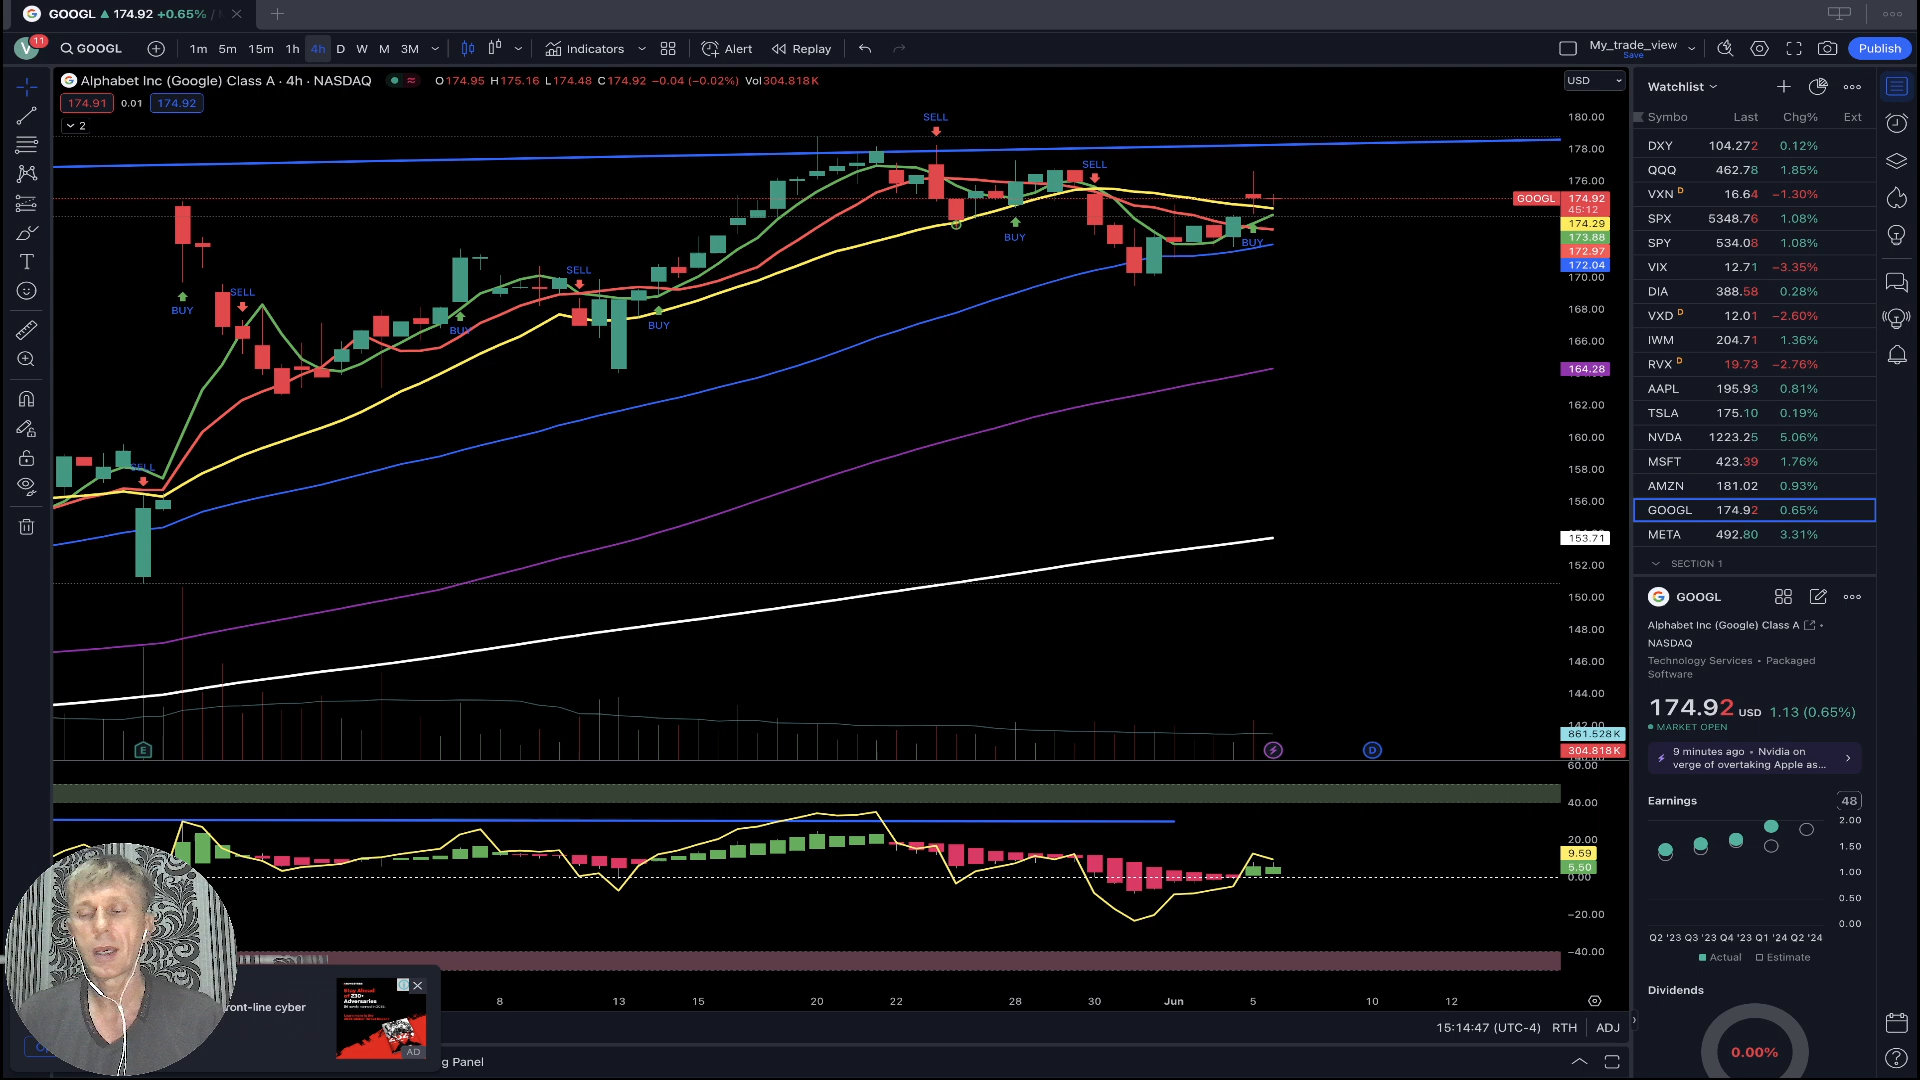 GOOGL ▲ 174.92 +0.65% /
V 11 GOOGL 1m 5m 15m 1h 4h D W M 3M Indicators Alert Replay My_trade_view Save Publish
Alphabet Inc (Google) Class A · 4h · NASDAQ O174.95 H175.16 L174.48 C174.92 −0.04 (−0.02%) Vol304.818K USD
174.91 0.01 174.92
2
SELL
SELL
BUY
BUY
SELL
BUY
SELL
BUY
BUY
SELL
BUY
SELL
BUY
E
D
180.00
178.00
176.00
GOOGL 174.92
45:12
174.29
173.88
172.97
172.04
170.00
168.00
166.00
164.28
162.00
160.00
158.00
156.00
153.71
152.00
150.00
148.00
146.00
144.00
142.00
861.528K
304.818K
60.00
40.00
20.00
9.59
5.50
0.00
−20.00
−40.00
8 13 15 20 22 28 30 Jun 5 10 12
15:14:47 (UTC-4) RTH ADJ
ront-line cyber
Stay Ahead
of 230+
Adversaries
AD
g Panel
Watchlist
Symbo Last Chg% Ext
DXY 104.272 0.12%
QQQ 462.78 1.85%
VXN D 16.64 −1.30%
SPX 5348.76 1.08%
SPY 534.08 1.08%
VIX 12.71 −3.35%
DIA 388.58 0.28%
VXD D 12.01 −2.60%
IWM 204.71 1.36%
RVX D 19.73 −2.76%
AAPL 195.93 0.81%
TSLA 175.10 0.19%
NVDA 1223.25 5.06%
MSFT 423.39 1.76%
AMZN 181.02 0.93%
GOOGL 174.92 0.65%
META 492.80 3.31%
SECTION 1
GOOGL
Alphabet Inc (Google) Class A •
NASDAQ
Technology Services • Packaged
Software
174.92 USD 1.13 (0.65%)
MARKET OPEN
9 minutes ago • Nvidia on
verge of overtaking Apple as...
Earnings 48
2.00
1.50
1.00
0.50
0.00
Q2 '23 Q3 '23 Q4 '23 Q1 '24 Q2 '24
Actual Estimate
Dividends
0.00%